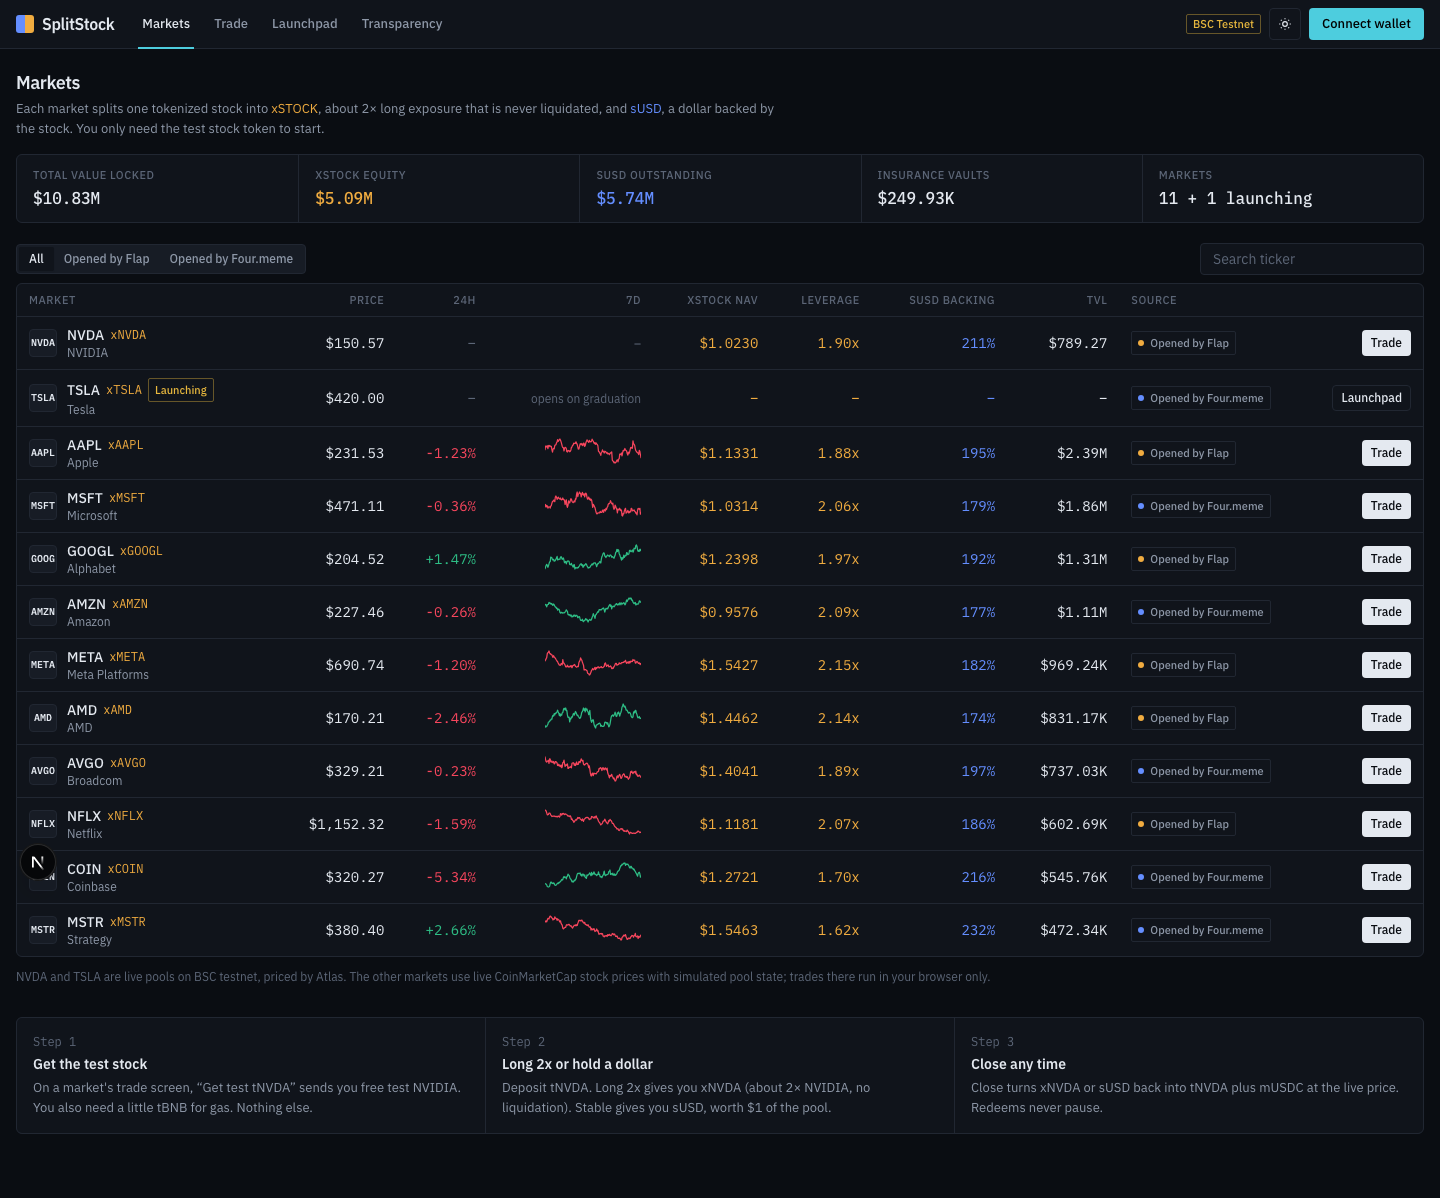 SplitStock Markets Trade Launchpad Transparency BSC Testnet Connect wallet
Markets
Each market splits one tokenized stock into xSTOCK, about 2× long exposure that is never liquidated, and sUSD, a dollar backed by
the stock. You only need the test stock token to start.
TOTAL VALUE LOCKED XSTOCK EQUITY SUSD OUTSTANDING INSURANCE VAULTS MARKETS
$10.83M $5.09M $5.74M $249.93K 11 + 1 launching
All Opened by Flap Opened by Four.meme Search ticker
MARKET PRICE 24H 7D XSTOCK NAV LEVERAGE SUSD BACKING TVL SOURCE
NVDA NVDA xNVDA $150.57 – – $1.0230 1.90x 211% $789.27 Opened by Flap Trade
NVIDIA
TSLA TSLA xTSLA Launching $420.00 – opens on graduation – – – – Opened by Four.meme Launchpad
Tesla
AAPL AAPL xAAPL $231.53 -1.23% $1.1331 1.88x 195% $2.39M Opened by Flap Trade
Apple
MSFT MSFT xMSFT $471.11 -0.36% $1.0314 2.06x 179% $1.86M Opened by Four.meme Trade
Microsoft
GOOG GOOGL xGOOGL $204.52 +1.47% $1.2398 1.97x 192% $1.31M Opened by Flap Trade
Alphabet
AMZN AMZN xAMZN $227.46 -0.26% $0.9576 2.09x 177% $1.11M Opened by Four.meme Trade
Amazon
META META xMETA $690.74 -1.20% $1.5427 2.15x 182% $969.24K Opened by Flap Trade
Meta Platforms
AMD AMD xAMD $170.21 -2.46% $1.4462 2.14x 174% $831.17K Opened by Flap Trade
AMD
AVGO AVGO xAVGO $329.21 -0.23% $1.4041 1.89x 197% $737.03K Opened by Four.meme Trade
Broadcom
NFLX NFLX xNFLX $1,152.32 -1.59% $1.1181 2.07x 186% $602.69K Opened by Flap Trade
Netflix
N COIN xCOIN $320.27 -5.34% $1.2721 1.70x 216% $545.76K Opened by Four.meme Trade
Coinbase
MSTR MSTR xMSTR $380.40 +2.66% $1.5463 1.62x 232% $472.34K Opened by Four.meme Trade
Strategy
NVDA and TSLA are live pools on BSC testnet, priced by Atlas. The other markets use live CoinMarketCap stock prices with simulated pool state; trades there run in your browser only.
Step 1
Get the test stock
On a market's trade screen, “Get test tNVDA” sends you free test NVIDIA.
You also need a little tBNB for gas. Nothing else.
Step 2
Long 2x or hold a dollar
Deposit tNVDA. Long 2x gives you xNVDA (about 2× NVIDIA, no
liquidation). Stable gives you sUSD, worth $1 of the pool.
Step 3
Close any time
Close turns xNVDA or sUSD back into tNVDA plus mUSDC at the live price.
Redeems never pause.